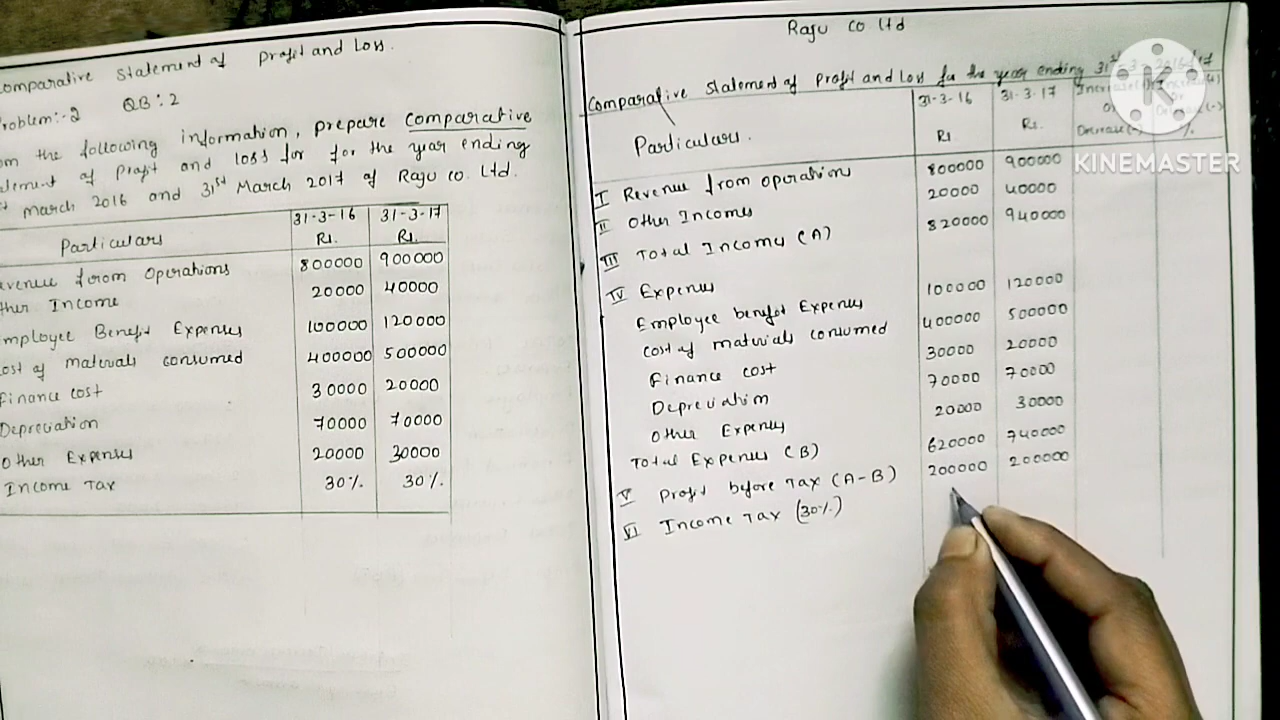 Comparative Statement of Profit and Loss.
Problem:-2 QB:2
From the following information, prepare comparative
statement of Profit and loss for for the year ending
31st March 2016 and 31st March 2017 of Raju co. Ltd.
Particulars 31-3-16 Rs. 31-3-17 Rs.
Revenue from Operations 800000 900000
Other Income 20000 40000
Employee Benefit Expenses 100000 120000
Cost of Materials consumed 400000 500000
Finance cost 30000 20000
Depreciation 70000 70000
Other Expenses 20000 30000
Income Tax 30% 30%
Raju co Ltd
Comparative statement of Profit and Loss for the year ending 31st-3-
Particulars. 31-3-16 Rs 31-3-17 Rs. Increase(+) Or Decrease(-) %
I Revenue from operation 800000 900000
II Other Incomes 20000 40000
III Total Income (A) 820000 940000
IV Expenses
Employee benefit Expenses 100000 120000
Cost of materials consumed 400000 500000
Finance cost 30000 20000
Depreciation 70000 70000
Other Expenses 20000 30000
Total Expenses (B) 620000 740000
V Profit before Tax (A-B) 200000 200000
VI Income Tax (30%)
K
KINEMASTER